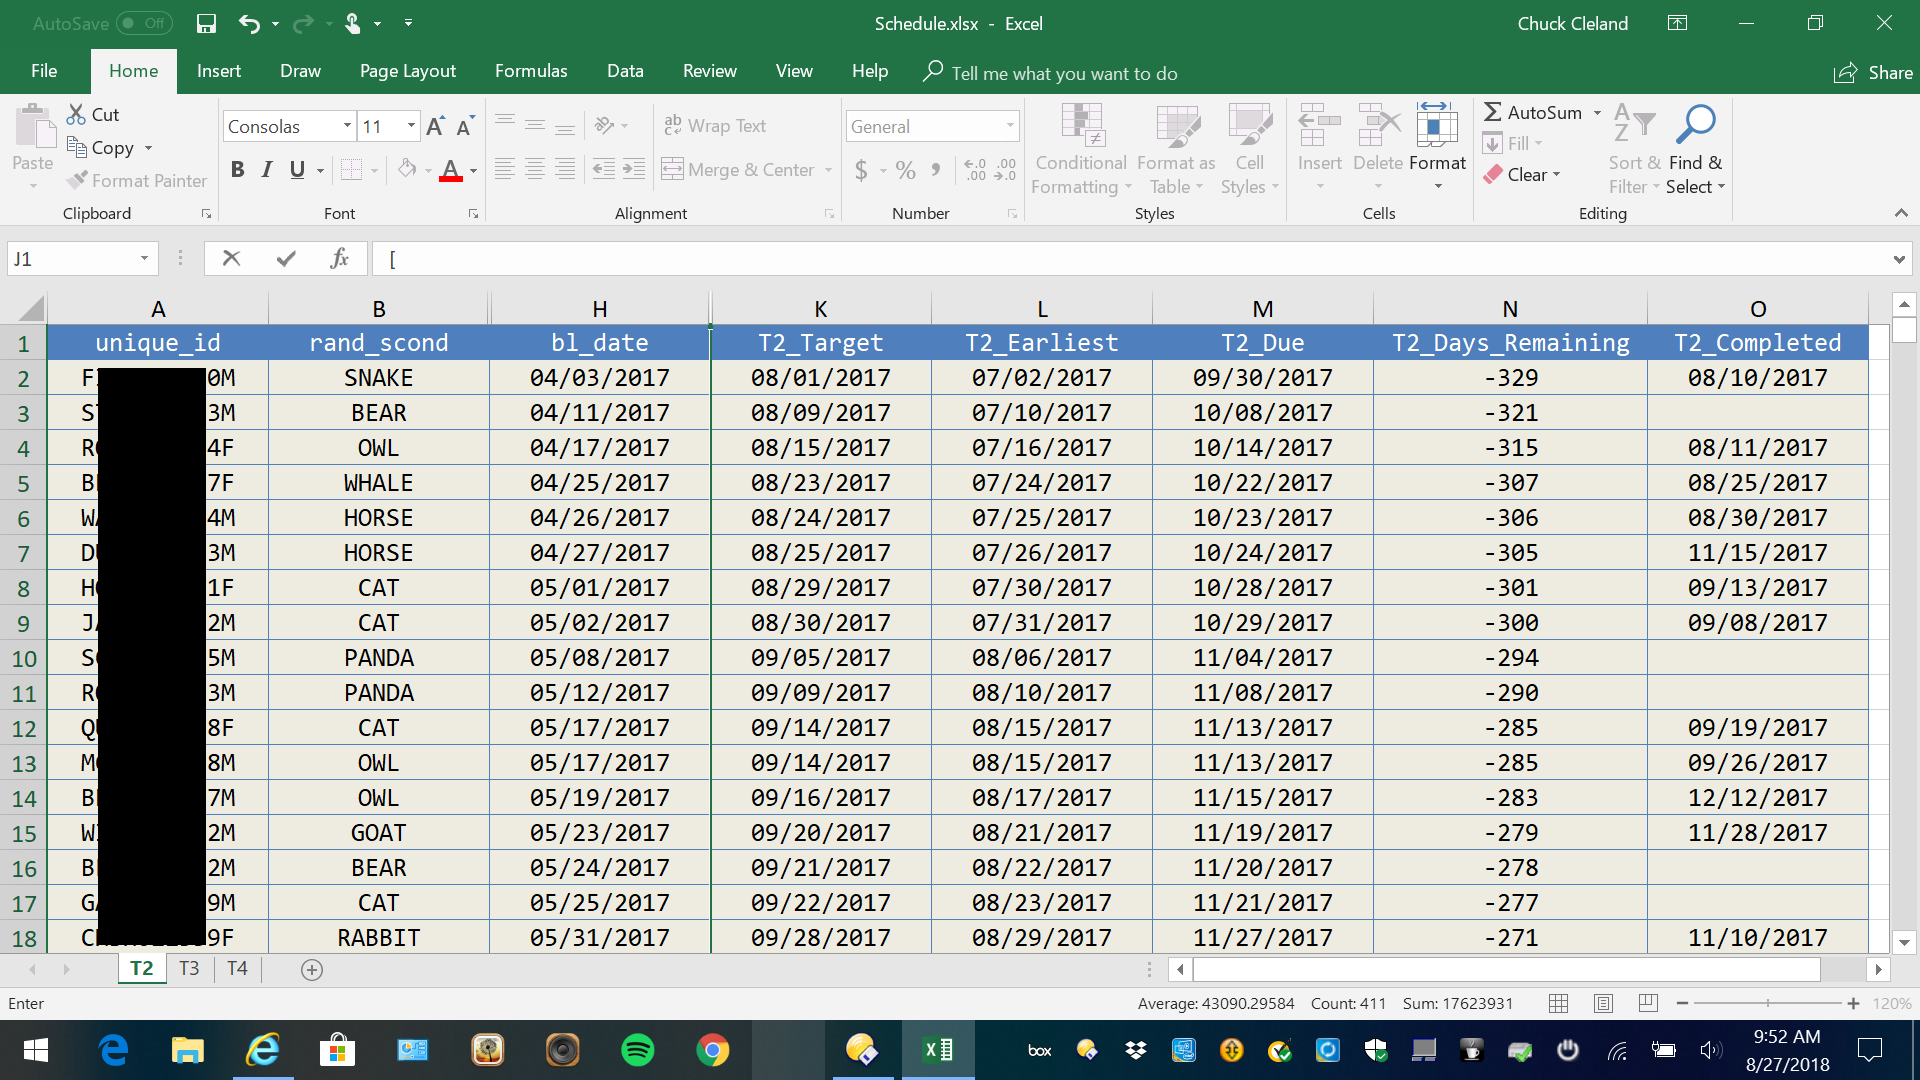 AutoSave Off Schedule.xlsx - Excel Chuck Cleland
File Home Insert Draw Page Layout Formulas Data Review View Help Tell me what you want to do Share
Paste Cut Copy Format Painter
Clipboard
Consolas 11
B I U A
Font
Wrap Text
Merge & Center
Alignment
General
$ % ,
Number
Conditional Formatting Format as Table Cell Styles
Styles
Insert Delete Format
Cells
AutoSum
Fill
Clear
Sort & Filter Find & Select
Editing
J1 fx [
A B H K L M N O
1 unique_id rand_scond bl_date T2_Target T2_Earliest T2_Due T2_Days_Remaining T2_Completed
2 0M SNAKE 04/03/2017 08/01/2017 07/02/2017 09/30/2017 -329 08/10/2017
3 3M BEAR 04/11/2017 08/09/2017 07/10/2017 10/08/2017 -321
4 4F OWL 04/17/2017 08/15/2017 07/16/2017 10/14/2017 -315 08/11/2017
5 7F WHALE 04/25/2017 08/23/2017 07/24/2017 10/22/2017 -307 08/25/2017
6 4M HORSE 04/26/2017 08/24/2017 07/25/2017 10/23/2017 -306 08/30/2017
7 3M HORSE 04/27/2017 08/25/2017 07/26/2017 10/24/2017 -305 11/15/2017
8 1F CAT 05/01/2017 08/29/2017 07/30/2017 10/28/2017 -301 09/13/2017
9 2M CAT 05/02/2017 08/30/2017 07/31/2017 10/29/2017 -300 09/08/2017
10 5M PANDA 05/08/2017 09/05/2017 08/06/2017 11/04/2017 -294
11 3M PANDA 05/12/2017 09/09/2017 08/10/2017 11/08/2017 -290
12 8F CAT 05/17/2017 09/14/2017 08/15/2017 11/13/2017 -285 09/19/2017
13 8M OWL 05/17/2017 09/14/2017 08/15/2017 11/13/2017 -285 09/26/2017
14 7M OWL 05/19/2017 09/16/2017 08/17/2017 11/15/2017 -283 12/12/2017
15 2M GOAT 05/23/2017 09/20/2017 08/21/2017 11/19/2017 -279 11/28/2017
16 2M BEAR 05/24/2017 09/21/2017 08/22/2017 11/20/2017 -278
17 9M CAT 05/25/2017 09/22/2017 08/23/2017 11/21/2017 -277
18 9F RABBIT 05/31/2017 09/28/2017 08/29/2017 11/27/2017 -271 11/10/2017
T2 T3 T4
Enter Average: 43090.29584 Count: 411 Sum: 17623931 120%
box 9:52 AM
8/27/2018